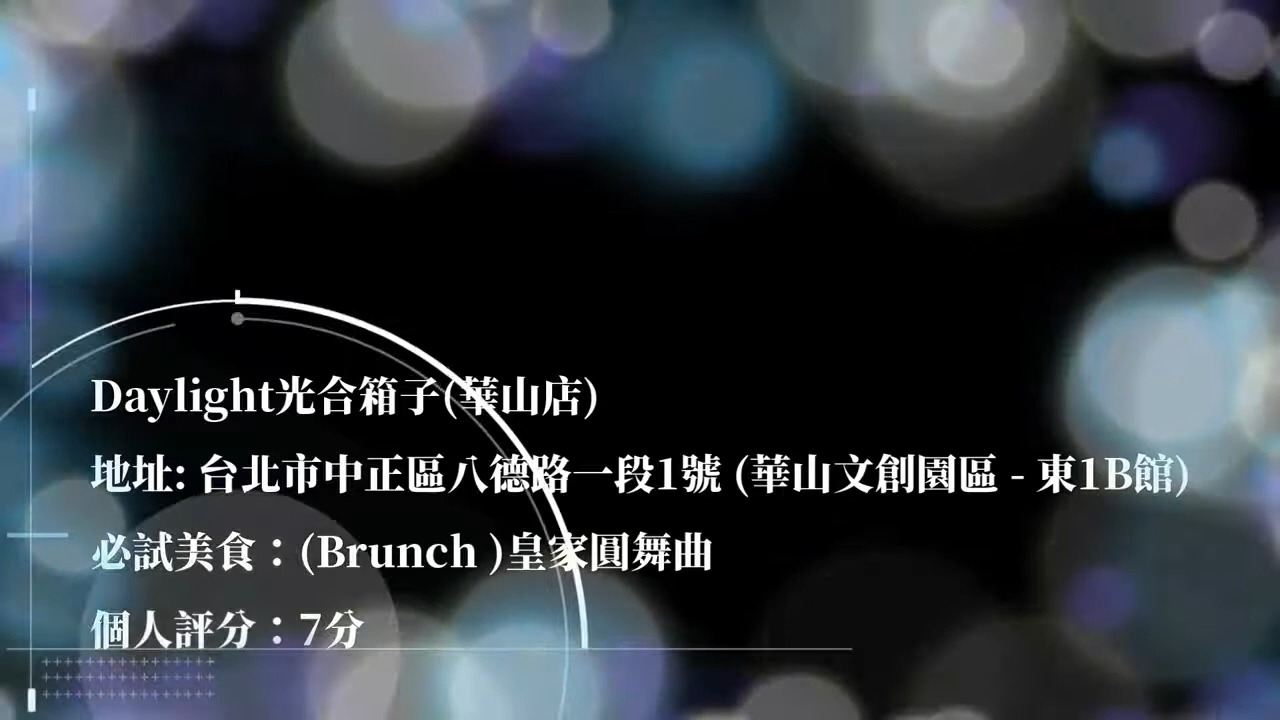 Daylight光合箱子(華山店)
地址: 台北市中正區八德路一段1號 (華山文創園區 - 東1B館)
必試美食：(Brunch )皇家圓舞曲
個人評分：7分